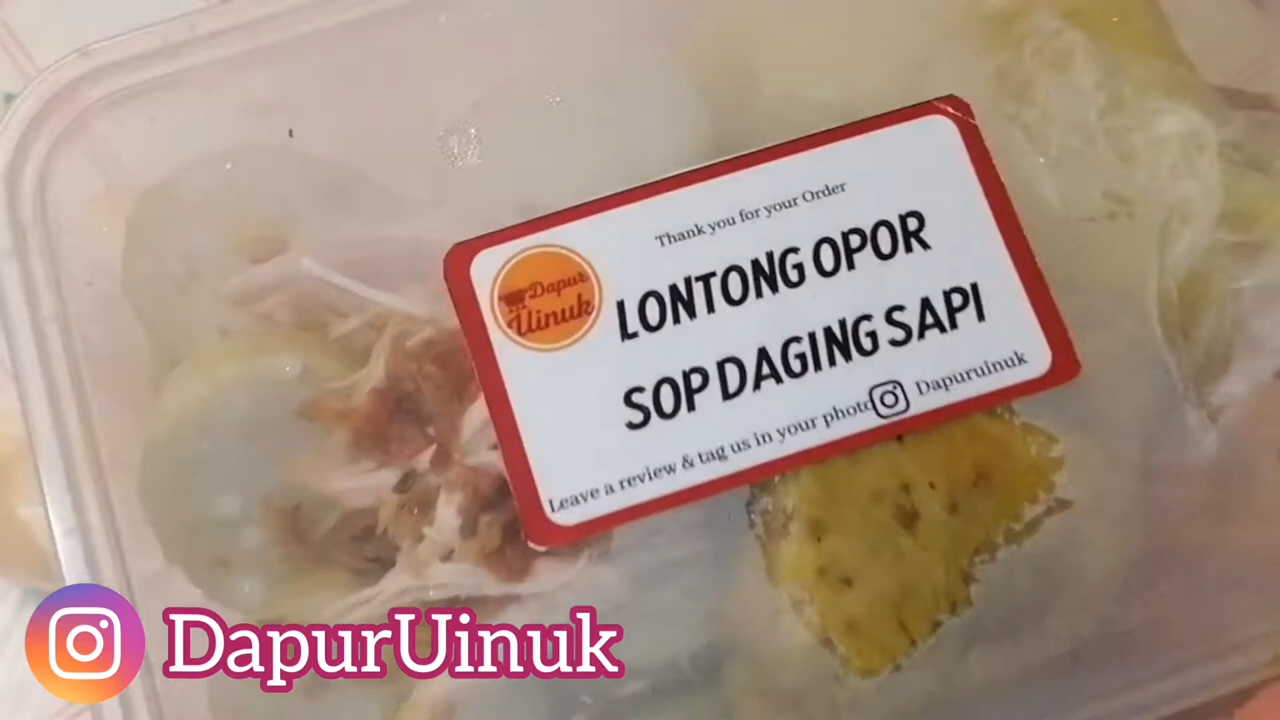 Thank you for your Order
Dapur
Uinuk
LONTONG OPOR
SOP DAGING SAPI
Leave a review & tag us in your photo
Dapuruinuk
DapurUinuk